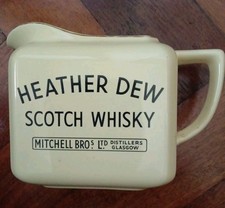 HEATHER DEW
SCOTCH WHISKY
MITCHELL BROS LTD DISTILLERS GLASGOW